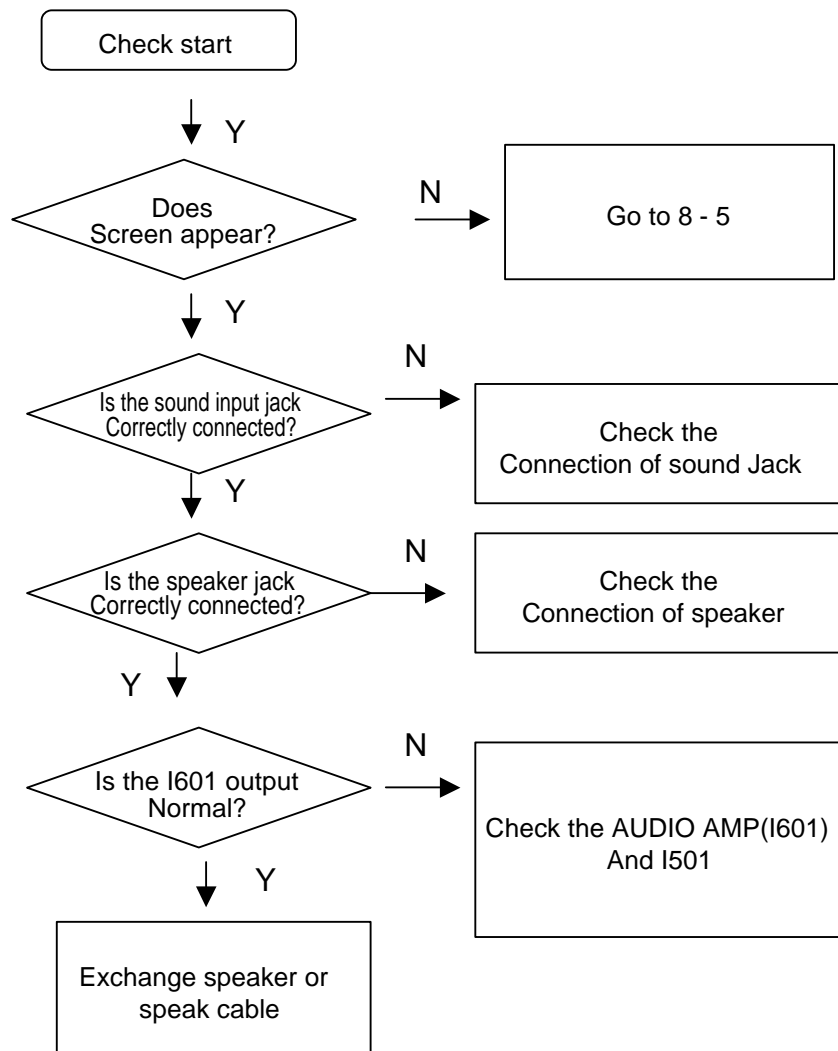 Check start
Y
Does
Screen appear?
N
Go to 8 - 5
Y
Is the sound input jack
Correctly connected?
N
Check the
Connection of sound Jack
Y
Is the speaker jack
Correctly connected?
N
Check the
Connection of speaker
Y
Is the I601 output
Normal?
N
Check the AUDIO AMP(I601)
And I501
Y
Exchange speaker or
speak cable